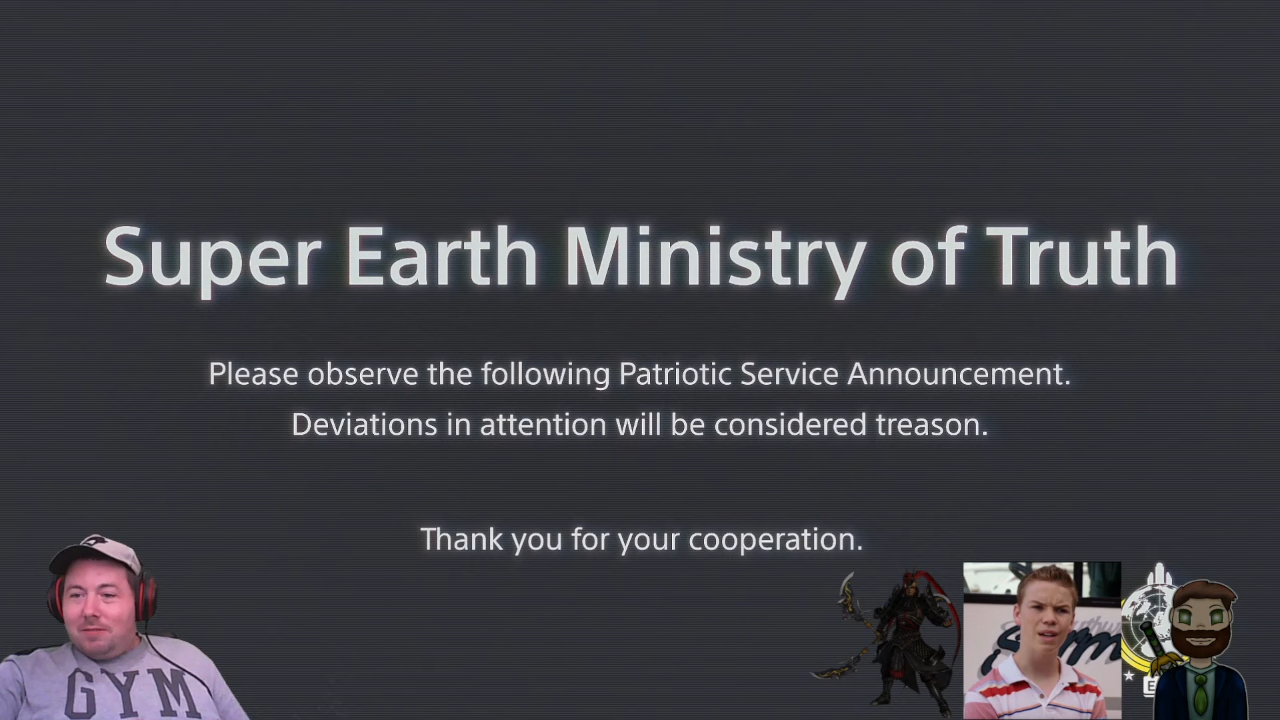 Super Earth Ministry of Truth
Please observe the following Patriotic Service Announcement.
Deviations in attention will be considered treason.
Thank you for your cooperation.
GYM